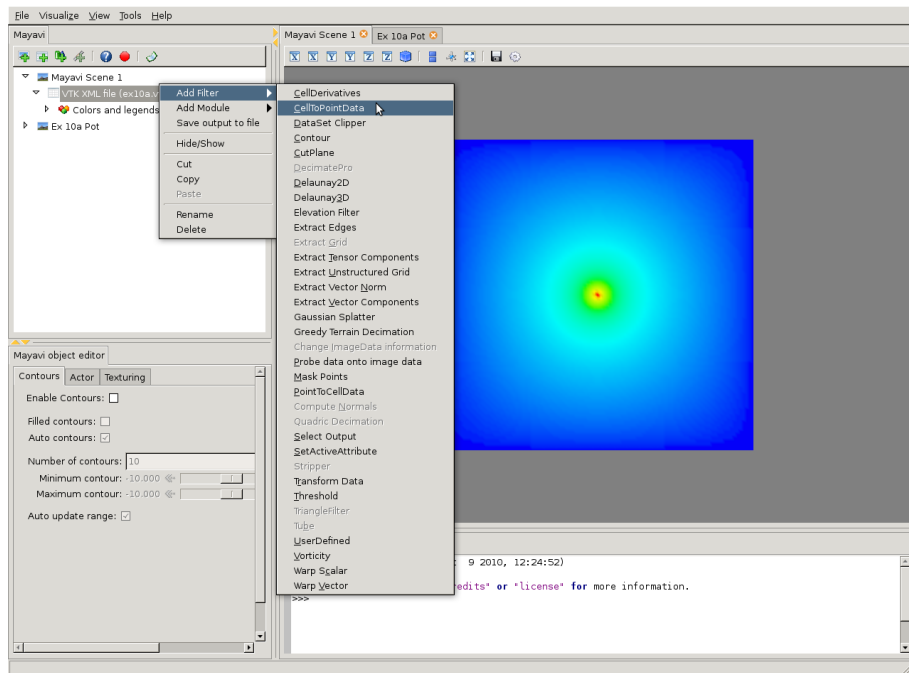 File Visualize View Tools Help
Mayavi
Mayavi Scene 1
Ex 10a Pot
Mayavi Scene 1
VTK XML file (ex10a.v
Colors and legends
Ex 10a Pot
Add Filter
Add Module
Save output to file
Hide/Show
Cut
Copy
Paste
Rename
Delete
CellDerivatives
CellToPointData
DataSet Clipper
Contour
CutPlane
DecimatePro
Delaunay2D
Delaunay3D
Elevation Filter
Extract Edges
Extract Grid
Extract Tensor Components
Extract Unstructured Grid
Extract Vector Norm
Extract Vector Components
Gaussian Splatter
Greedy Terrain Decimation
Change ImageData information
Probe data onto image data
Mask Points
PointToCellData
Compute Normals
Quadric Decimation
Select Output
SetActiveAttribute
Stripper
Transform Data
Threshold
TriangleFilter
Tube
UserDefined
Vorticity
Warp Scalar
Warp Vector
Mayavi object editor
Contours Actor Texturing
Enable Contours:
Filled contours:
Auto contours:
Number of contours: 10
Minimum contour: -10.000
Maximum contour: -10.000
Auto update range:
: 9 2010, 12:24:52)
redits" or "license" for more information.
>>>